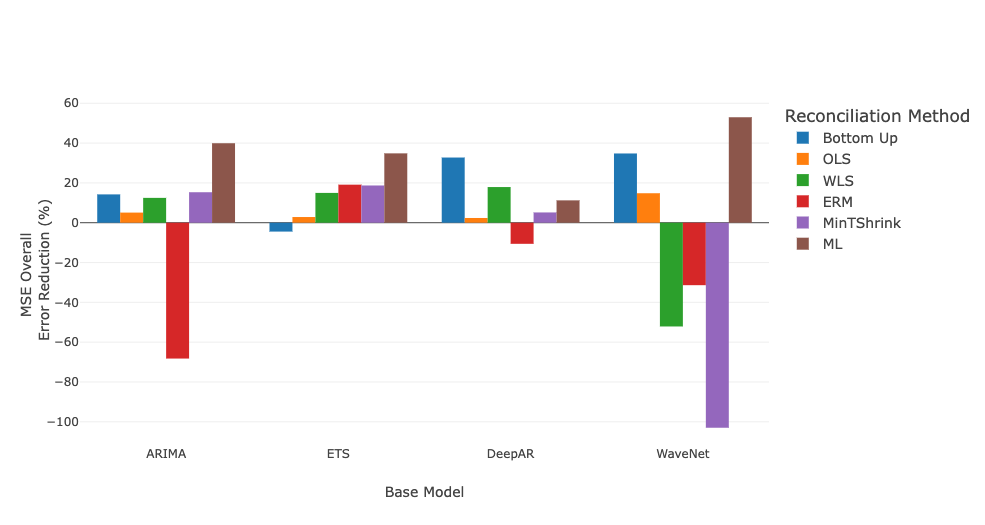 60
40
20
0
−20
−40
−60
−80
−100
MSE Overall
Error Reduction (%)
ARIMA
ETS
DeepAR
WaveNet
Base Model
Reconciliation Method
Bottom Up
OLS
WLS
ERM
MinTShrink
ML